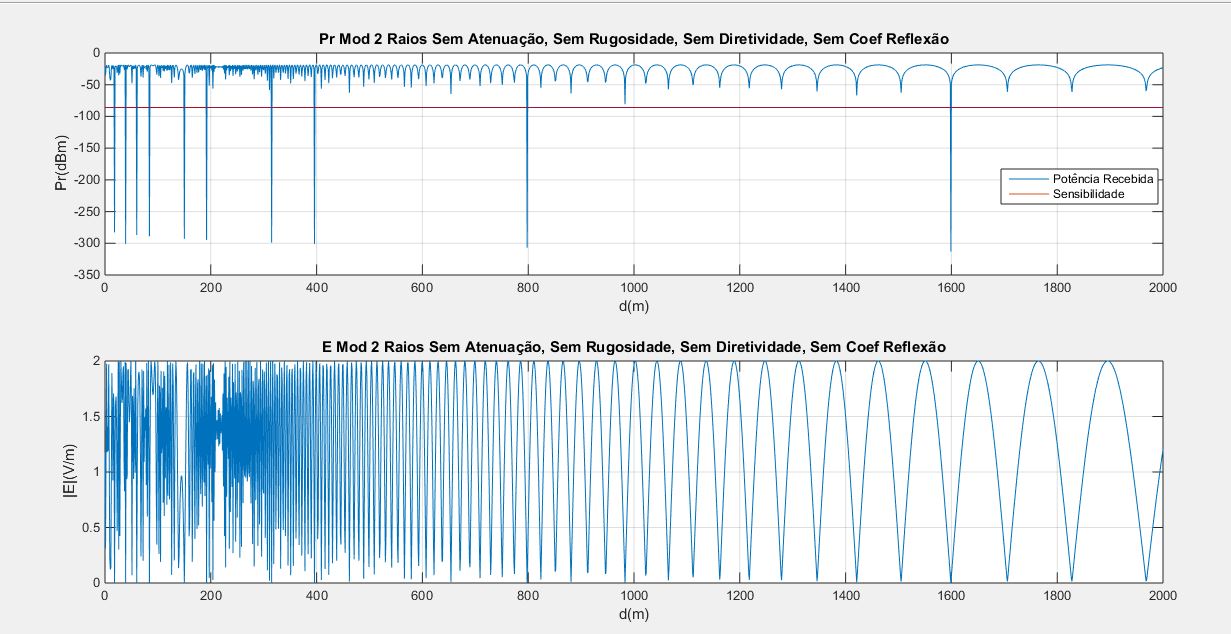 Pr Mod 2 Raios Sem Atenuação, Sem Rugosidade, Sem Diretividade, Sem Coef Reflexão
0
-50
-100
-150
-200
-250
-300
-350
Pr(dBm)
Potência Recebida
Sensibilidade
0 200 400 600 800 1000 1200 1400 1600 1800 2000
d(m)
E Mod 2 Raios Sem Atenuação, Sem Rugosidade, Sem Diretividade, Sem Coef Reflexão
2
1.5
1
0.5
0
|E|(V/m)
0 200 400 600 800 1000 1200 1400 1600 1800 2000
d(m)